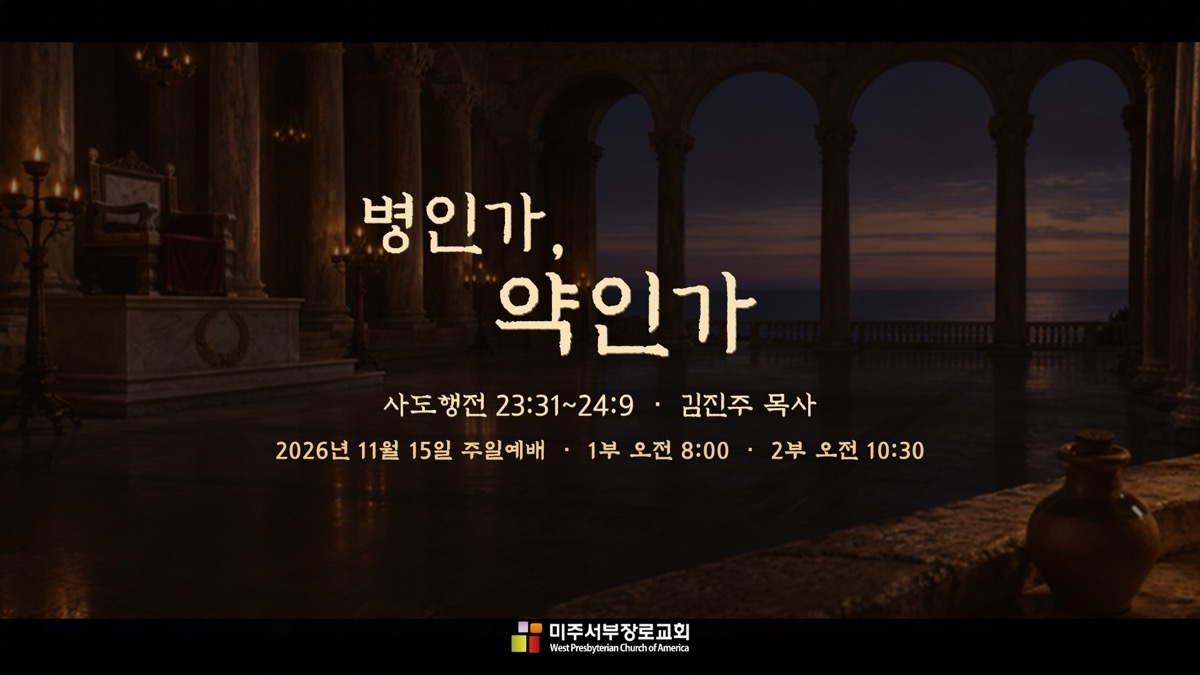 병인가,
약인가
사도행전 23:31~24:9 · 김진주 목사
2026년 11월 15일 주일예배 · 1부 오전 8:00 · 2부 오전 10:30
미주서부장로교회
West Presbyterian Church of America